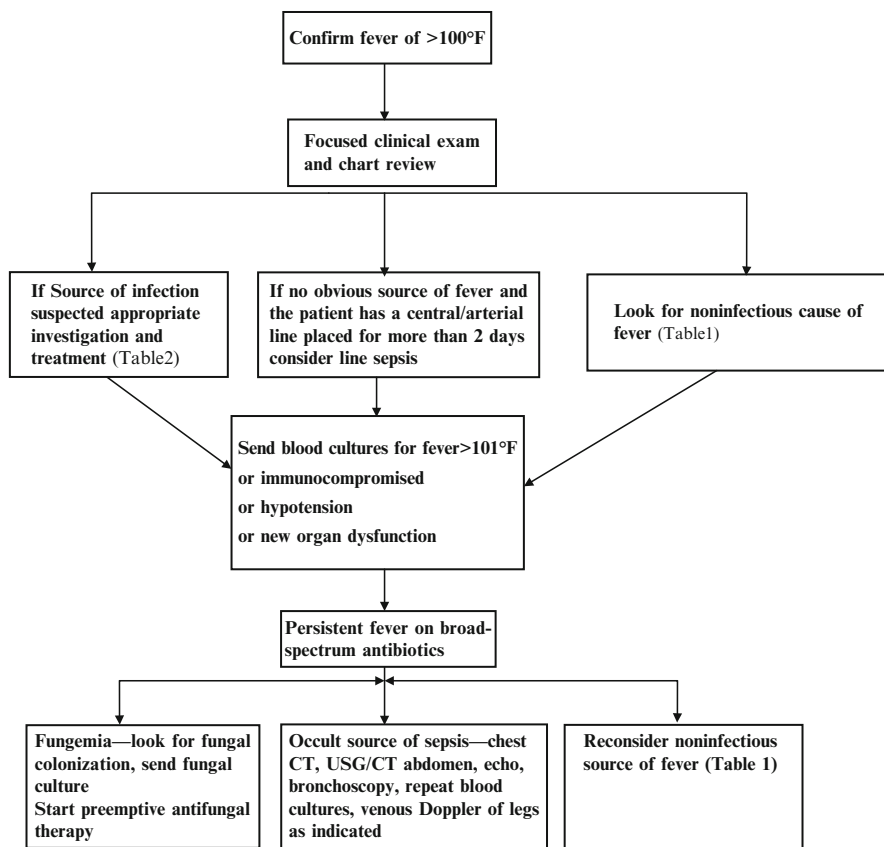 Confirm fever of >100°F
Focused clinical exam
and chart review
If Source of infection
suspected appropriate
investigation and
treatment (Table2)
If no obvious source of fever and
the patient has a central/arterial
line placed for more than 2 days
consider line sepsis
Look for noninfectious cause of
fever (Table1)
Send blood cultures for fever>101°F
or immunocompromised
or hypotension
or new organ dysfunction
Persistent fever on broad-
spectrum antibiotics
Fungemia—look for fungal
colonization, send fungal
culture
Start preemptive antifungal
therapy
Occult source of sepsis—chest
CT, USG/CT abdomen, echo,
bronchoscopy, repeat blood
cultures, venous Doppler of legs
as indicated
Reconsider noninfectious
source of fever (Table 1)